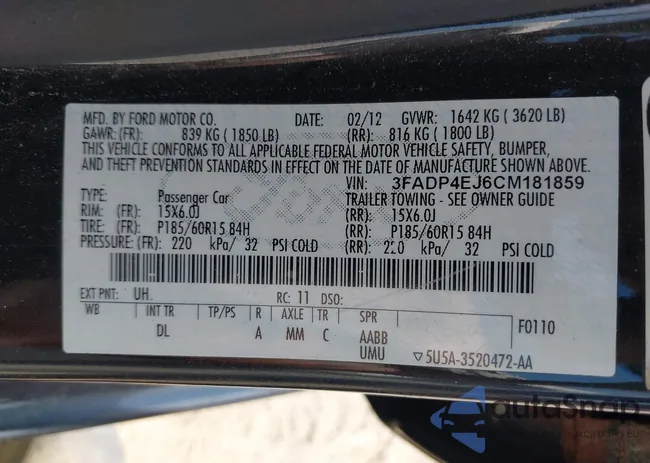 MFD. BY FORD MOTOR CO. DATE: 02/12 GVWR: 1642 KG ( 3620 LB)
GAWR: (FR): 839 KG ( 1850 LB) (RR): 816 KG ( 1800 LB)
THIS VEHICLE CONFORMS TO ALL APPLICABLE FEDERAL MOTOR VEHICLE SAFETY, BUMPER,
AND THEFT PREVENTION STANDARDS IN EFFECT ON THE DATE OF MANUFACTURE SHOWN ABOVE.
VIN: 3FADP4EJ6CM181859
TYPE: Passenger Car TRAILER TOWING - SEE OWNER GUIDE
RIM: (FR): 15X6.0J (RR): 15X6.0J
TIRE: (FR): P185/60R15 84H (RR): P185/60R15 84H
PRESSURE: (FR): 220 kPa/ 32 PSI COLD (RR): 220 kPa/ 32 PSI COLD
EXT PNT: UH. RC: 11 DSO:
WB INT TR TP/PS R AXLE TR SPR F0110
DL A MM C AABB
UMU ▽5U5A-3520472-AA
autoSnap